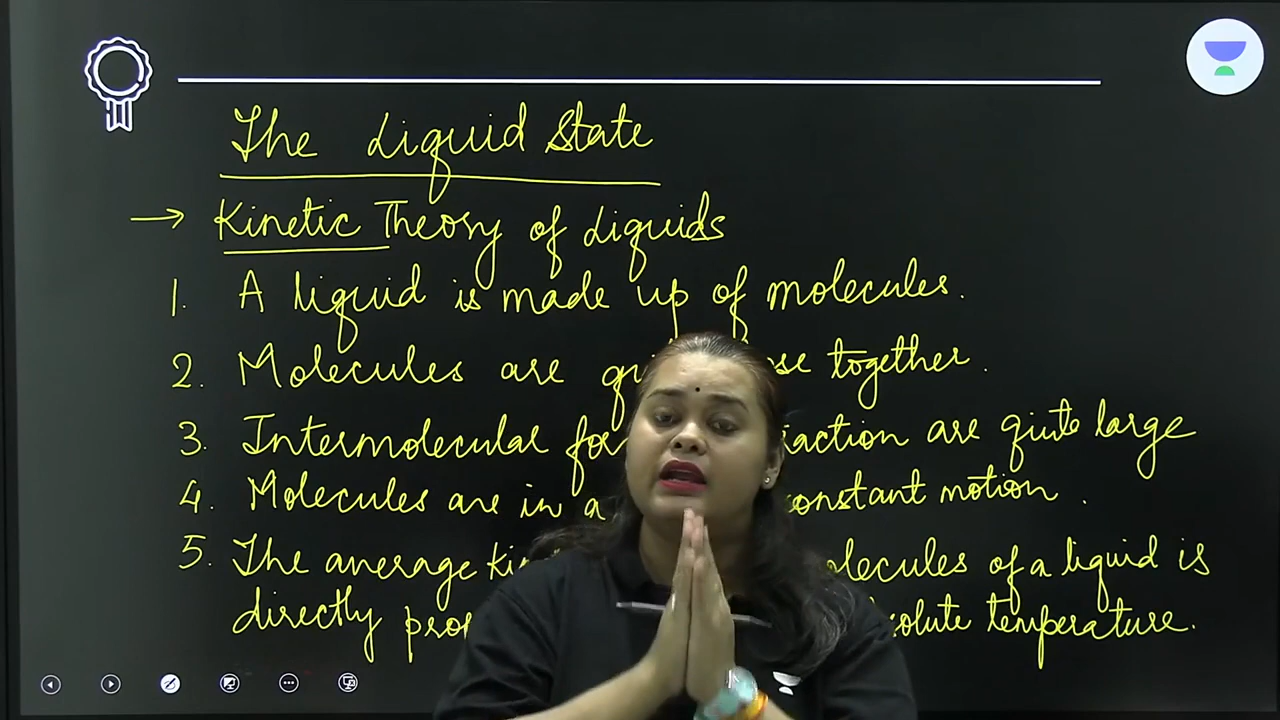 The Liquid State
→ Kinetic Theory of Liquids
1. A liquid is made up of molecules.
2. Molecules are together.
3. Intermolecular are quite large
4. Molecules are in a constant motion.
5. The average of a liquid is
directly temperature.